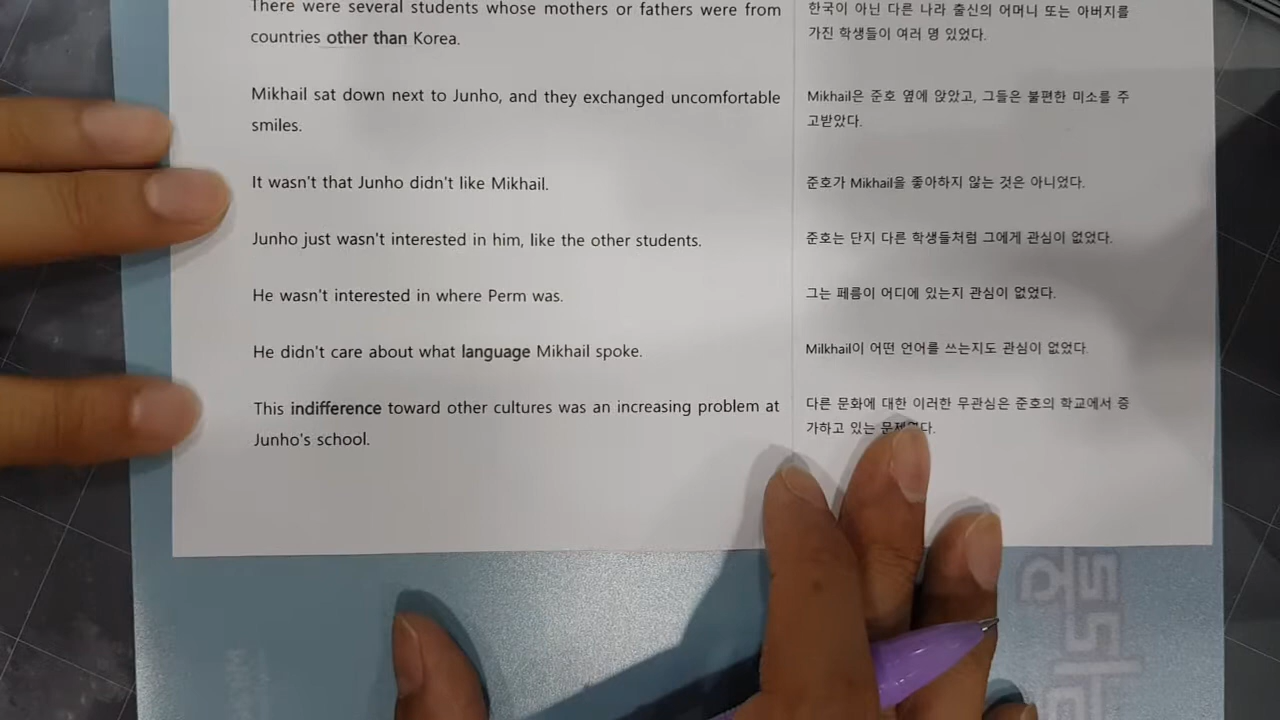 There were several students whose mothers or fathers were from
countries other than Korea.
한국이 아닌 다른 나라 출신의 어머니 또는 아버지를
가진 학생들이 여러 명 있었다.
Mikhail sat down next to Junho, and they exchanged uncomfortable
smiles.
Mikhail은 준호 옆에 앉았고, 그들은 불편한 미소를 주
고받았다.
It wasn't that Junho didn't like Mikhail.
준호가 Mikhail을 좋아하지 않는 것은 아니었다.
Junho just wasn't interested in him, like the other students.
준호는 단지 다른 학생들처럼 그에게 관심이 없었다.
He wasn't interested in where Perm was.
그는 페름이 어디에 있는지 관심이 없었다.
He didn't care about what language Mikhail spoke.
Milkhail이 어떤 언어를 쓰는지도 관심이 없었다.
This indifference toward other cultures was an increasing problem at
Junho's school.
다른 문화에 대한 이러한 무관심은 준호의 학교에서 증
가하고 있는 문제였다.